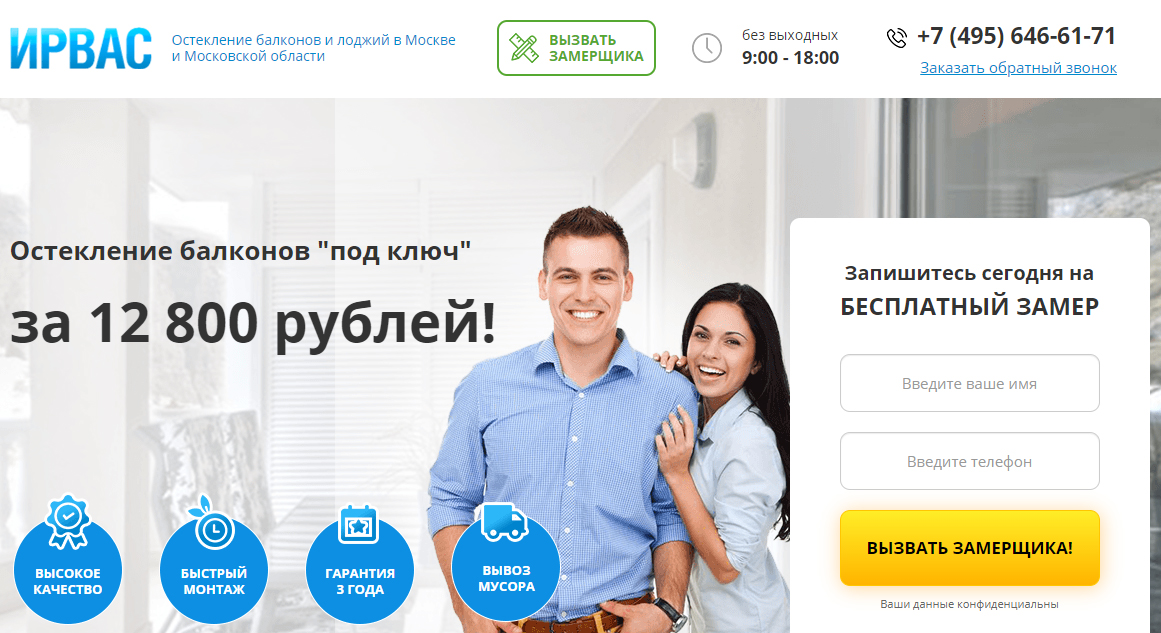 ИРВАС
Остекление балконов и лоджий в Москве
и Московской области
ВЫЗВАТЬ
ЗАМЕРЩИКА
без выходных
9:00 - 18:00
+7 (495) 646-61-71
Заказать обратный звонок
Остекление балконов "под ключ"
за 12 800 рублей!
ВЫСОКОЕ
КАЧЕСТВО
БЫСТРЫЙ
МОНТАЖ
ГАРАНТИЯ
3 ГОДА
ВЫВОЗ
МУСОРА
Запишитесь сегодня на
БЕСПЛАТНЫЙ ЗАМЕР
Введите ваше имя
Введите телефон
ВЫЗВАТЬ ЗАМЕРЩИКА!
Ваши данные конфиденциальны